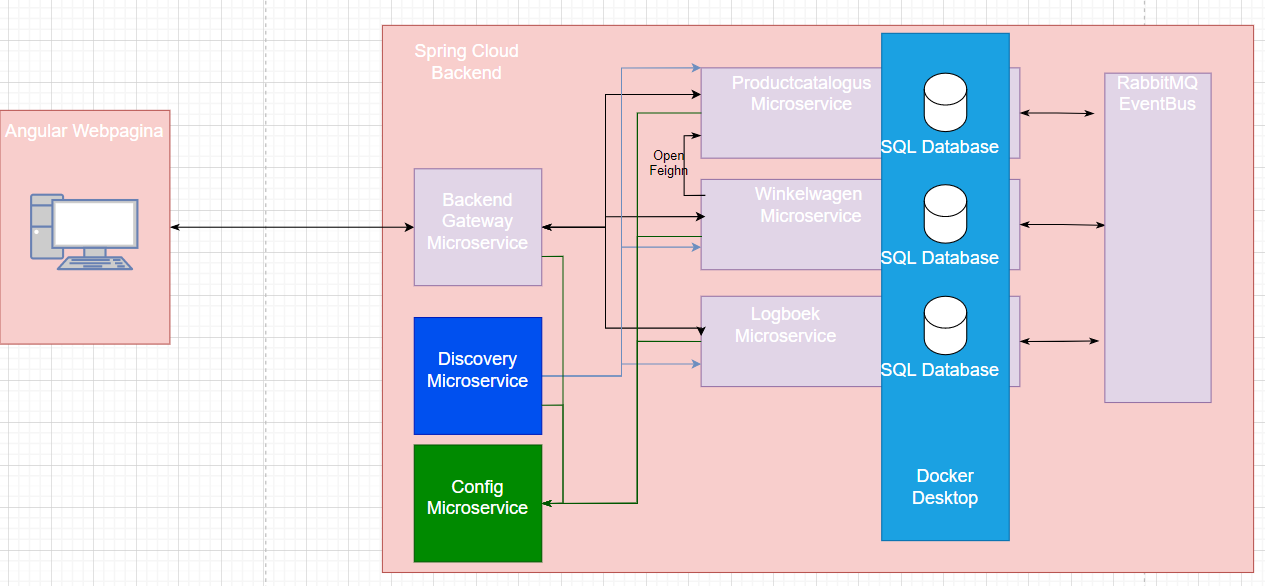 Angular Webpagina
Spring Cloud
Backend
Backend
Gateway
Microservice
Discovery
Microservice
Config
Microservice
Open
Feighn
Productcatalogus
Microservice
Winkelwagen
Microservice
Logboek
Microservice
SQL Database
SQL Database
SQL Database
Docker
Desktop
RabbitMQ
EventBus